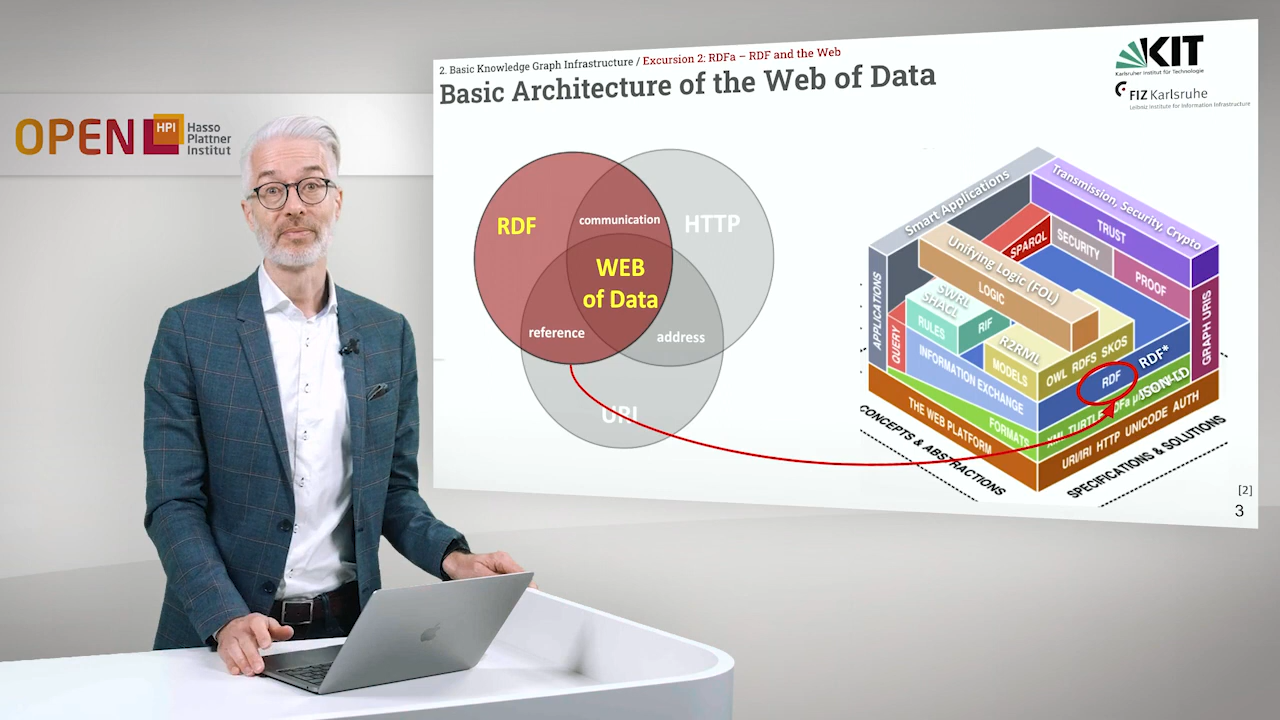 OPEN
HPI
Hasso
Plattner
Institut
2. Basic Knowledge Graph Infrastructure / Excursion 2: RDFa – RDF and the Web
Basic Architecture of the Web of Data
KIT
Karlsruher Institut für Technologie
FIZ Karlsruhe
Leibniz Institute for Information Infrastructure
RDF
communication
HTTP
WEB
of Data
reference
address
URI
Smart Applications
Transmission, Security, Crypto
TRUST
SPARQL
SECURITY
PROOF
Unifying Logic (FOL)
LOGIC
APPLICATIONS
SWRL
SHACL
RULES
RIF
R2RML
MODELS
OWL RDFS SKOS
QUERY
INFORMATION EXCHANGE
RDF
RDF*
GRAPH URIS
THE WEB PLATFORM
FORMATS
XML TURTLE RDFa
JSON-LD
URI/IRI HTTP UNICODE AUTH
CONCEPTS & ABSTRACTIONS
SPECIFICATIONS & SOLUTIONS
[2]
3